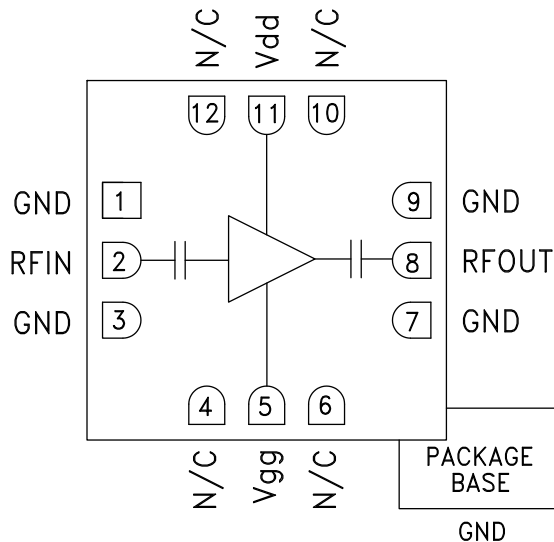 N/C
Vdd
N/C
12
11
10
GND
1
9
GND
RFIN
2
8
RFOUT
GND
3
7
GND
4
5
6
N/C
Vgg
N/C
PACKAGE
BASE
GND